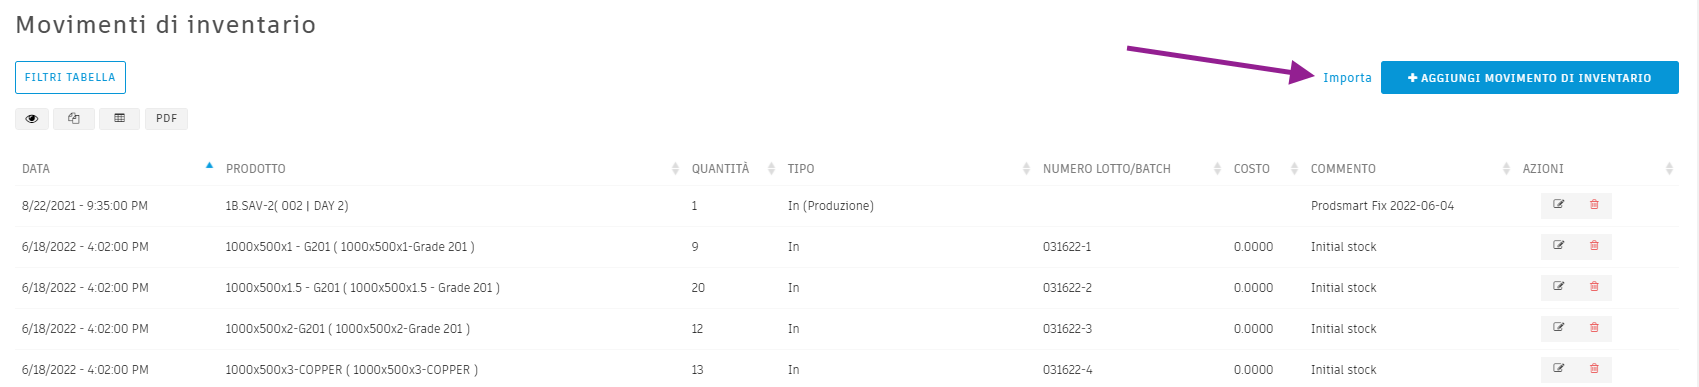 Movimenti di inventario
FILTRI TABELLA
Importa
AGGIUNGI MOVIMENTO DI INVENTARIO
PDF
DATA PRODOTTO QUANTITÀ TIPO NUMERO LOTTO/BATCH COSTO COMMENTO AZIONI
8/22/2021 - 9:35:00 PM 1B.SAV-2( 002 | DAY 2) 1 In (Produzione) Prodsmart Fix 2022-06-04
6/18/2022 - 4:02:00 PM 1000x500x1 - G201 ( 1000x500x1-Grade 201 ) 9 In 031622-1 0.0000 Initial stock
6/18/2022 - 4:02:00 PM 1000x500x1.5 - G201 ( 1000x500x1.5 - Grade 201 ) 20 In 031622-2 0.0000 Initial stock
6/18/2022 - 4:02:00 PM 1000x500x2-G201 ( 1000x500x2-Grade 201 ) 12 In 031622-3 0.0000 Initial stock
6/18/2022 - 4:02:00 PM 1000x500x3-COPPER ( 1000x500x3-COPPER ) 13 In 031622-4 0.0000 Initial stock